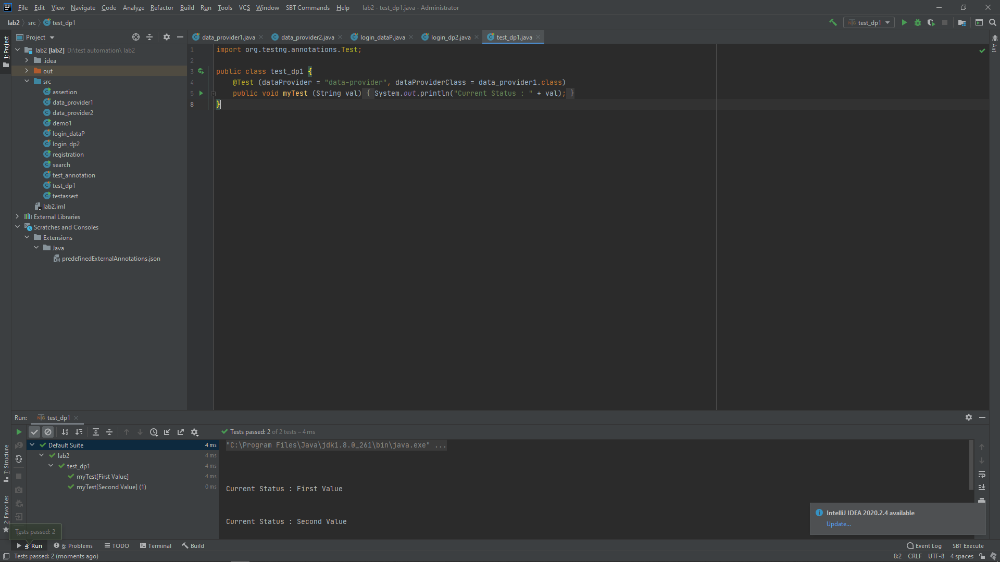 File Edit View Navigate Code Analyze Refactor Build Run Tools VCS Window SBT Commands Help lab2 - test_dp1.java - Administrator
lab2 src test_dp1
test_dp1
1: Project
Project
data_provider1.java data_provider2.java login_dataP.java login_dp2.java test_dp1.java
Ant
lab2 [lab2] D:\test automation\ lab2
.idea
out
src
assertion
data_provider1
data_provider2
demo1
login_dataP
login_dp2
registration
search
test_annotation
test_dp1
testassert
lab2.iml
External Libraries
Scratches and Consoles
Extensions
Java
predefinedExternalAnnotations.json
1 import org.testng.annotations.Test;
2
3 public class test_dp1 {
4 @Test (dataProvider = "data-provider", dataProviderClass = data_provider1.class)
5 public void myTest (String val) { System.out.println("Current Status : " + val); }
8 }
Run: test_dp1
Tests passed: 2 of 2 tests – 4 ms
Default Suite 4 ms
lab2 4 ms
test_dp1 4 ms
myTest[First Value] 4 ms
myTest[Second Value] (1) 0 ms
"C:\Program Files\Java\jdk1.8.0_261\bin\java.exe" ...
Current Status : First Value
Current Status : Second Value
7: Structure
2: Favorites
IntelliJ IDEA 2020.2.4 available
Update...
Tests passed: 2
4: Run 6: Problems TODO Terminal Build Event Log SBT Execute
Tests passed: 2 (moments ago) 8:2 CRLF UTF-8 4 spaces